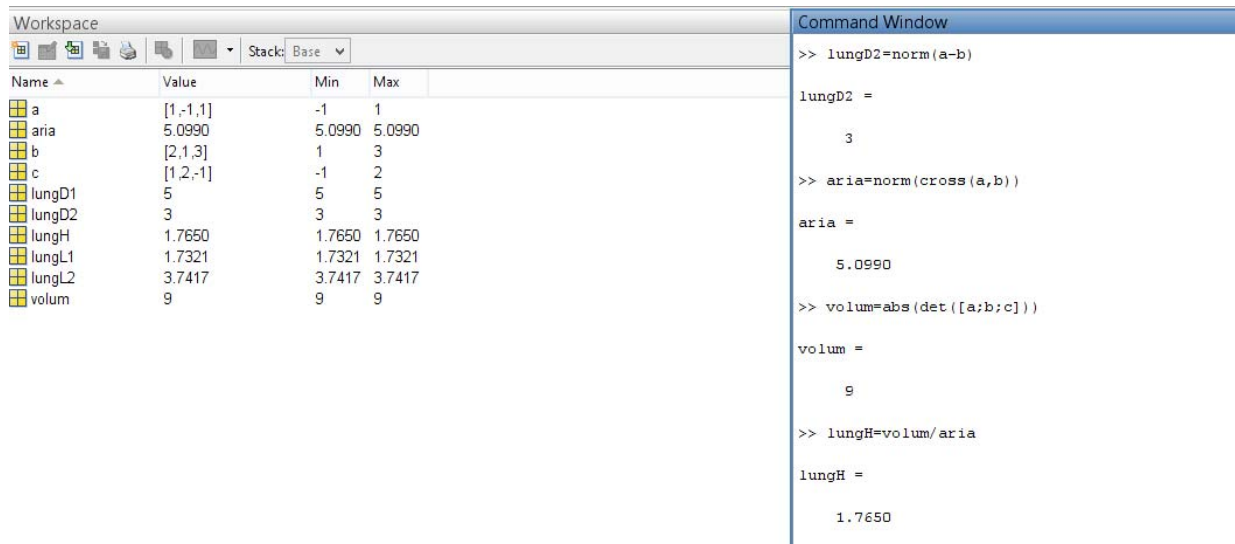 Workspace
Stack: Base
Name Value Min Max
a [1,-1,1] -1 1
aria 5.0990 5.0990 5.0990
b [2,1,3] 1 3
c [1,2,-1] -1 2
lungD1 5 5 5
lungD2 3 3 3
lungH 1.7650 1.7650 1.7650
lungL1 1.7321 1.7321 1.7321
lungL2 3.7417 3.7417 3.7417
volum 9 9 9
Command Window
>> lungD2=norm(a-b)
lungD2 =
3
>> aria=norm(cross(a,b))
aria =
5.0990
>> volum=abs(det([a;b;c]))
volum =
9
>> lungH=volum/aria
lungH =
1.7650